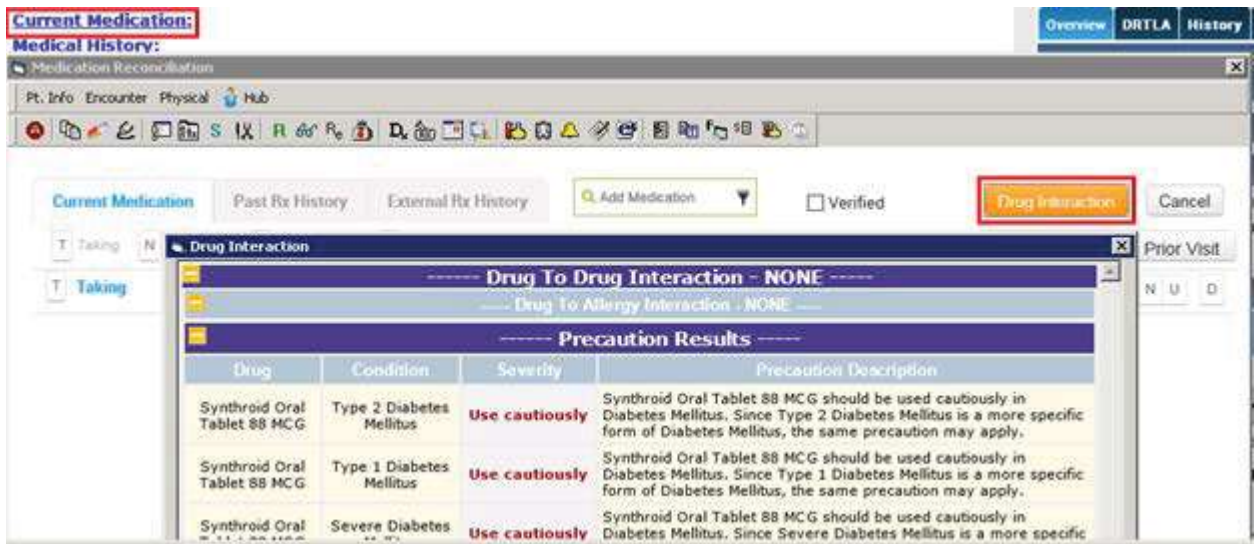 Current Medication:
Medical History:
Overview DRTLA History
Medication Reconciliation
Pt. Info Encounter Physical Hub
S R Rx Dx
Current Medication Past Rx History External Rx History Add Medication Verified Drug Interaction Cancel
T Taking N Drug Interaction Prior Visit
T Taking N U D
------ Drug To Drug Interaction - NONE -----
---- Drug To Allergy Interaction - NONE ----
------ Precaution Results -----
Drug Condition Severity Precaution Description
Synthroid Oral Tablet 88 MCG Type 2 Diabetes Mellitus Use cautiously Synthroid Oral Tablet 88 MCG should be used cautiously in
Diabetes Mellitus. Since Type 2 Diabetes Mellitus is a more specific
form of Diabetes Mellitus, the same precaution may apply.
Synthroid Oral Tablet 88 MCG Type 1 Diabetes Mellitus Use cautiously Synthroid Oral Tablet 88 MCG should be used cautiously in
Diabetes Mellitus. Since Type 1 Diabetes Mellitus is a more specific
form of Diabetes Mellitus, the same precaution may apply.
Synthroid Oral Severe Diabetes Use cautiously Synthroid Oral Tablet 88 MCG should be used cautiously in
Diabetes Mellitus. Since Severe Diabetes Mellitus is a more specific